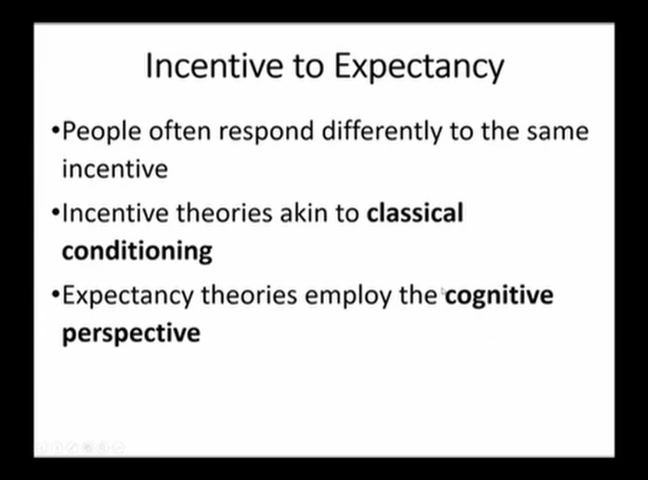 Incentive to Expectancy
•People often respond differently to the same
incentive
•Incentive theories akin to classical
conditioning
•Expectancy theories employ the cognitive
perspective